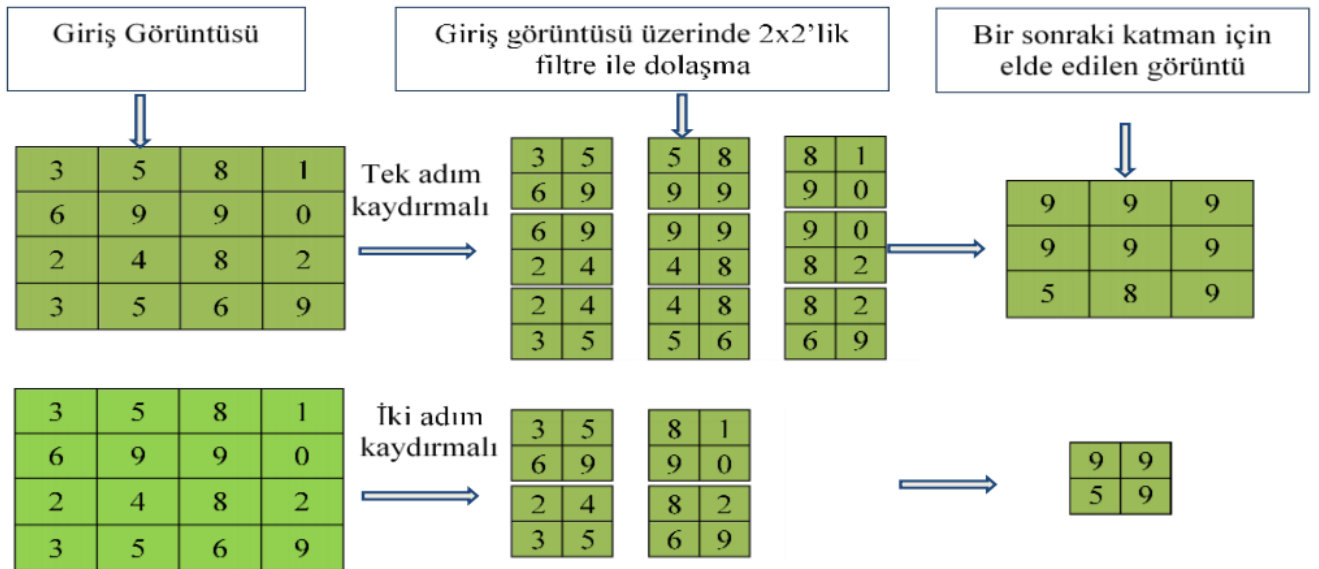 Giriş Görüntüsü
Giriş görüntüsü üzerinde 2x2'lik
filtre ile dolaşma
Bir sonraki katman için
elde edilen görüntü
3 5 8 1
6 9 9 0
2 4 8 2
3 5 6 9
Tek adım
kaydırmalı
3 5
6 9
5 8
9 9
8 1
9 0
6 9
2 4
9 9
4 8
9 0
8 2
2 4
3 5
4 8
5 6
8 2
6 9
9 9 9
9 9 9
5 8 9
3 5 8 1
6 9 9 0
2 4 8 2
3 5 6 9
İki adım
kaydırmalı
3 5
6 9
8 1
9 0
2 4
3 5
8 2
6 9
9 9
5 9